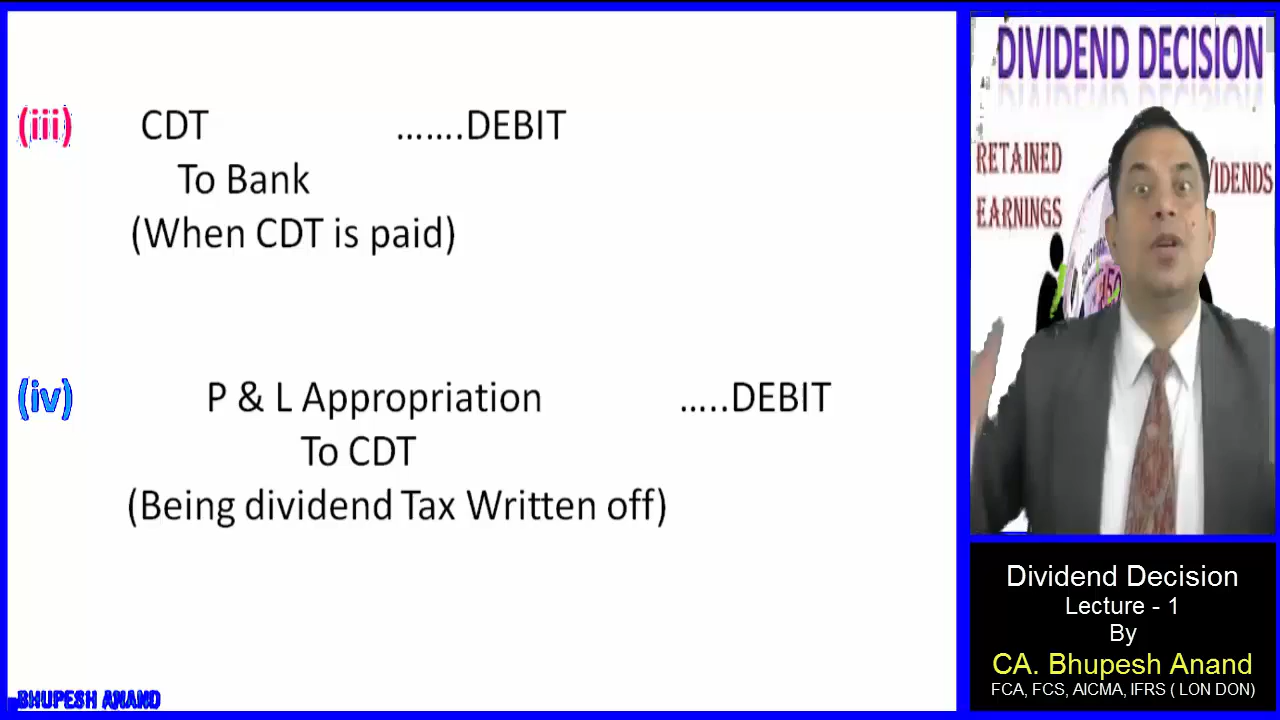 (iii) CDT .......DEBIT
To Bank
(When CDT is paid)
(iv) P & L Appropriation .....DEBIT
To CDT
(Being dividend Tax Written off)
BHUPESH ANAND
DIVIDEND DECISION
RETAINED
EARNINGS
VIDENDS
Dividend Decision
Lecture - 1
By
CA. Bhupesh Anand
FCA, FCS, AICMA, IFRS ( LON DON)